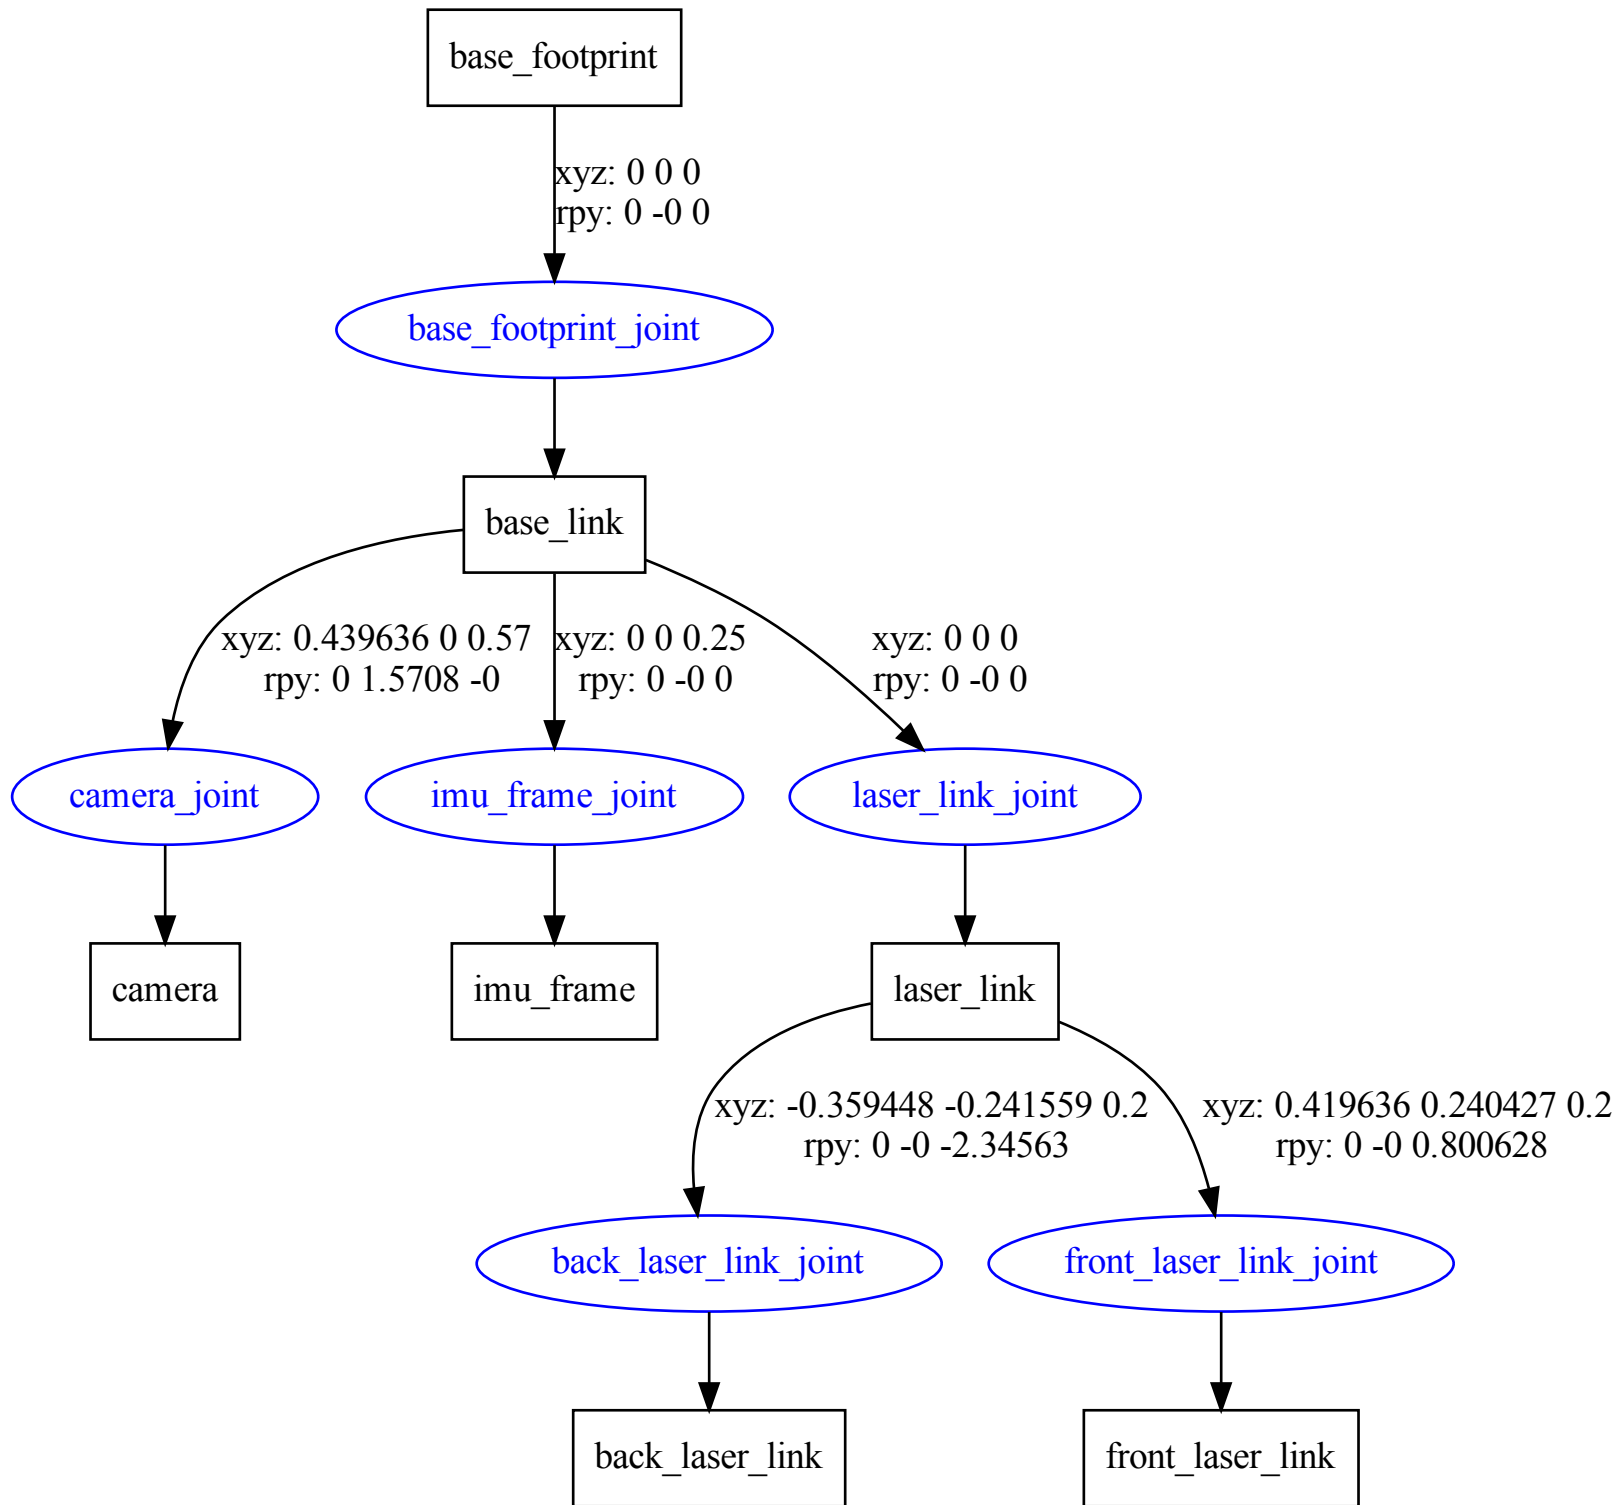 base_footprint
xyz: 0 0 0
rpy: 0 -0 0
base_footprint_joint
base_link
xyz: 0.439636 0 0.57
rpy: 0 1.5708 -0
xyz: 0 0 0.25
rpy: 0 -0 0
xyz: 0 0 0
rpy: 0 -0 0
camera_joint
imu_frame_joint
laser_link_joint
camera
imu_frame
laser_link
xyz: -0.359448 -0.241559 0.2
rpy: 0 -0 -2.34563
xyz: 0.419636 0.240427 0.2
rpy: 0 -0 0.800628
back_laser_link_joint
front_laser_link_joint
back_laser_link
front_laser_link